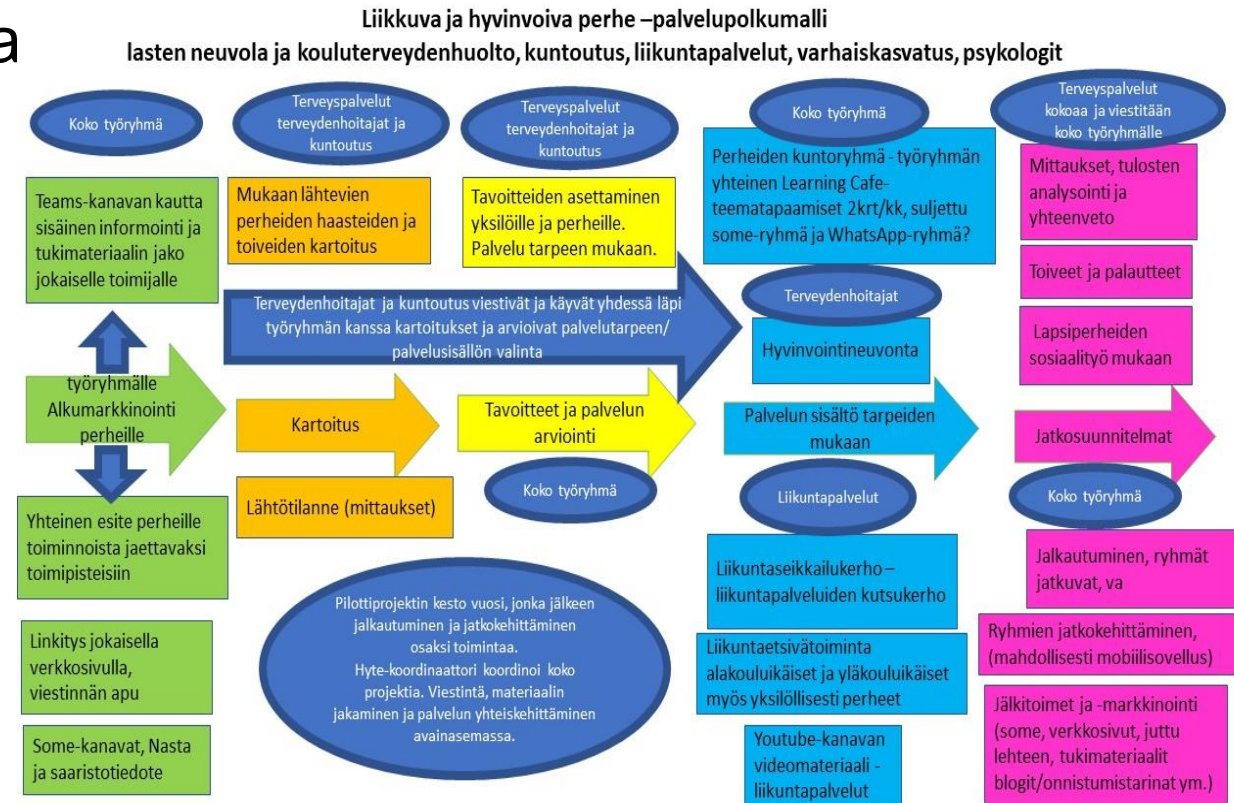 a
Liikkuva ja hyvinvoiva perhe –palvelupolkumalli
lasten neuvola ja kouluterveydenhuolto, kuntoutus, liikuntapalvelut, varhaiskasvatus, psykologit
Koko työryhmä
Teams-kanavan kautta
sisäinen informointi ja
tukimateriaalin jako
jokaiselle toimijalle
työryhmälle
Alkumarkkinointi
perheille
Yhteinen esite perheille
toiminnoista jaettavaksi
toimipisteisiin
Linkitys jokaisella
verkkosivulla,
viestinnän apu
Some-kanavat, Nasta
ja saaristotiedote
Terveyspalvelut
terveydenhoitajat ja
kuntoutus
Mukaan lähtevien
perheiden haasteiden ja
toiveiden kartoitus
Terveyspalvelut
terveydenhoitajat ja
kuntoutus
Tavoitteiden asettaminen
yksilöille ja perheille.
Palvelu tarpeen mukaan.
Terveydenhoitajat ja kuntoutus viestivät ja käyvät yhdessä läpi
työryhmän kanssa kartoitukset ja arvioivat palvelutarpeen/
palvelusisällön valinta
Kartoitus
Lähtötilanne (mittaukset)
Tavoitteet ja palvelun
arviointi
Koko työryhmä
Pilottiprojektin kesto vuosi, jonka jälkeen
jalkautuminen ja jatkokehittäminen
osaksi toimintaa.
Hyte-koordinaattori koordinoi koko
projektia. Viestintä, materiaalin
jakaminen ja palvelun yhteiskehittäminen
avainasemassa.
Koko työryhmä
Perheiden kuntoryhmä - työryhmän
yhteinen Learning Cafe-
teematapaamiset 2krt/kk, suljettu
some-ryhmä ja WhatsApp-ryhmä?
Terveydenhoitajat
Hyvinvointineuvonta
Palvelun sisältö tarpeiden
mukaan
Liikuntapalvelut
Liikuntaseikkailukerho –
liikuntapalveluiden kutsukerho
Liikuntaetsivätoiminta
alakouluikäiset ja yläkouluikäiset
myös yksilöllisesti perheet
Youtube-kanavan
videomateriaali -
liikuntapalvelut
Terveyspalvelut
kokoaa ja viestitään
koko työryhmälle
Mittaukset, tulosten
analysointi ja
yhteenveto
Toiveet ja palautteet
Lapsiperheiden
sosiaalityö mukaan
Jatkosuunnitelmat
Koko työryhmä
Jalkautuminen, ryhmät
jatkuvat, va
Ryhmien jatkokehittäminen,
(mahdollisesti mobiilisovellus)
Jälkitoimet ja -markkinointi
(some, verkkosivut, juttu
lehteen, tukimateriaalit
blogit/onnistumistarinat ym.)